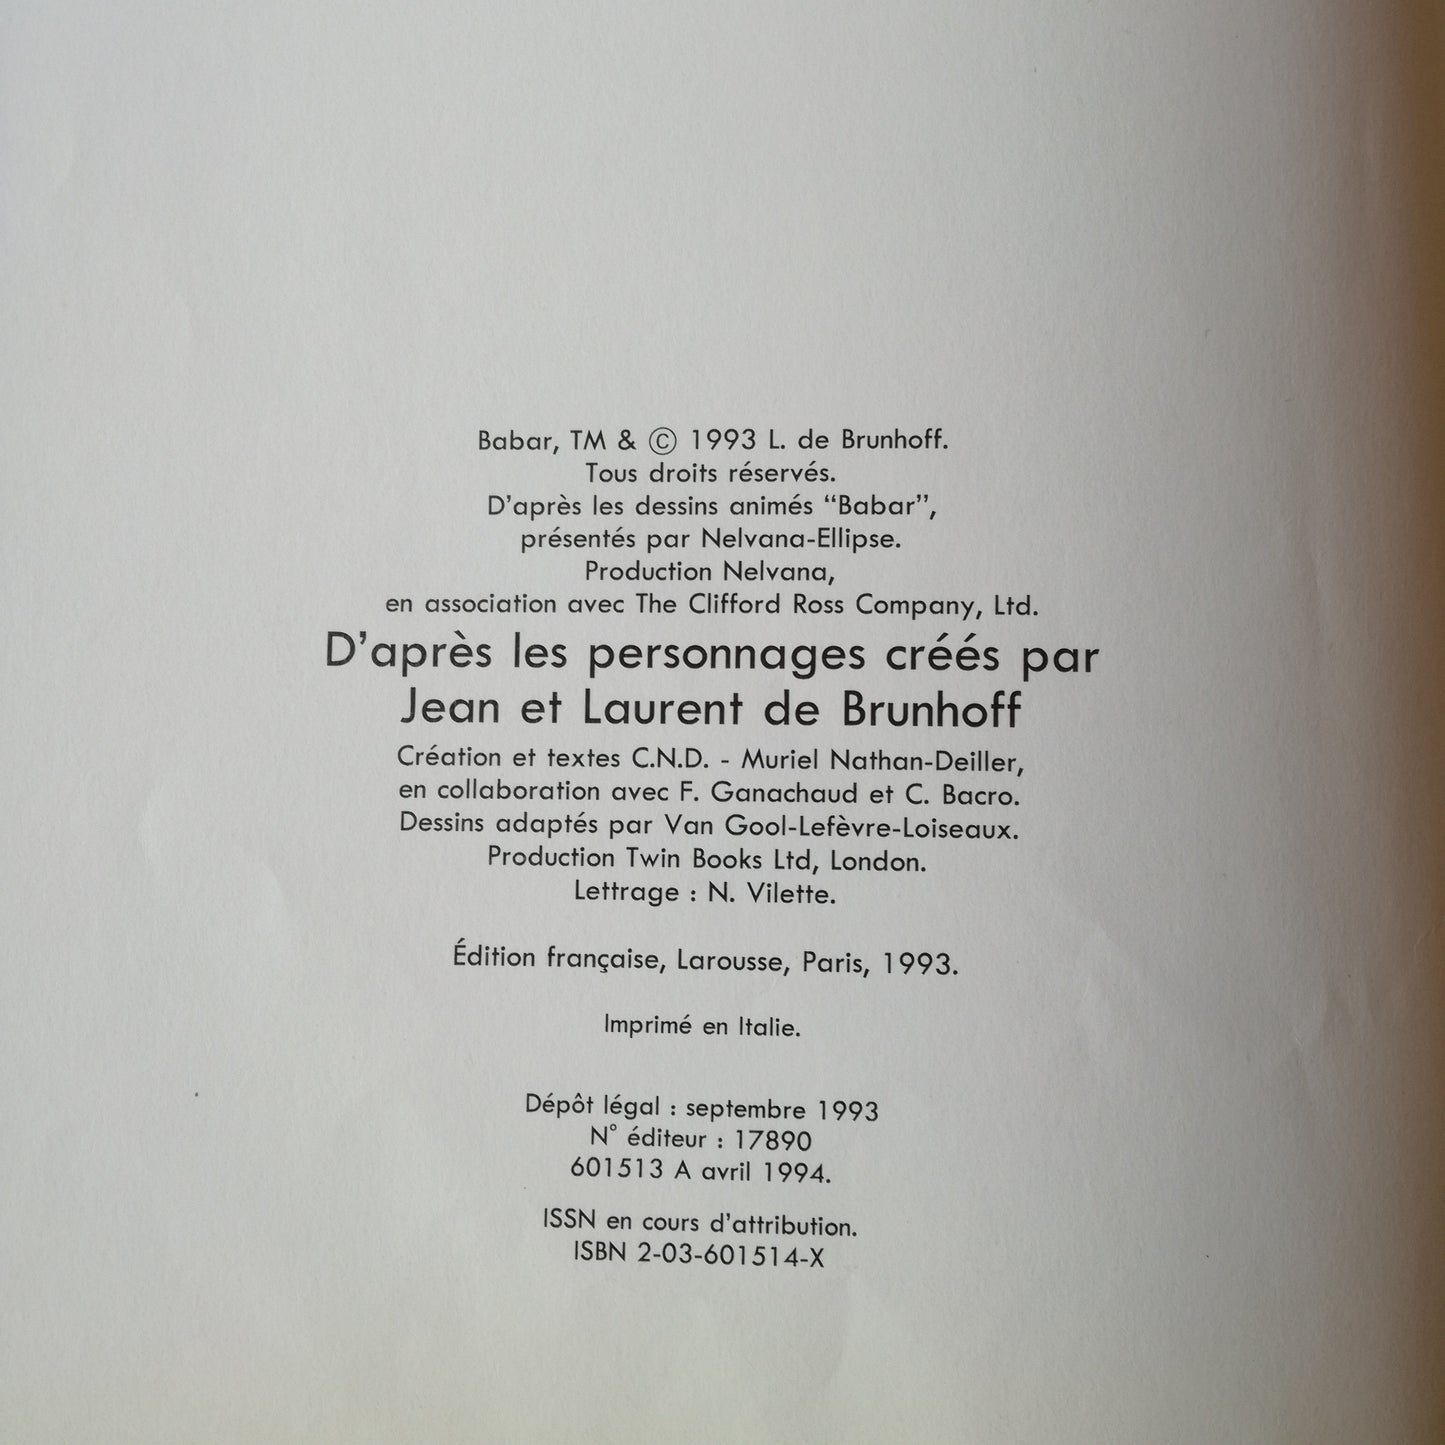 Babar, TM & © 1993 L. de Brunhoff.
Tous droits réservés.
D'après les dessins animés “Babar”,
présentés par Nelvana-Ellipse.
Production Nelvana,
en association avec The Clifford Ross Company, Ltd.
D'après les personnages créés par
Jean et Laurent de Brunhoff
Création et textes C.N.D. - Muriel Nathan-Deiller,
en collaboration avec F. Ganachaud et C. Bacro.
Dessins adaptés par Van Gool-Lefèvre-Loiseaux.
Production Twin Books Ltd, London.
Lettrage : N. Vilette.
Édition française, Larousse, Paris, 1993.
Imprimé en Italie.
Dépôt légal : septembre 1993
N° éditeur : 17890
601513 A avril 1994.
ISSN en cours d'attribution.
ISBN 2-03-601514-X